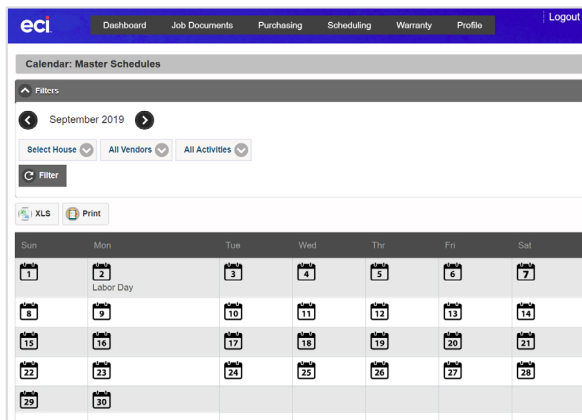 eci Dashboard Job Documents Purchasing Scheduling Warranty Profile Logout
Calendar: Master Schedules
Filters
September 2019
Select House All Vendors All Activities
Filter
XLS Print
Sun Mon Tue Wed Thr Fri Sat
1 2 3 4 5 6 7
Labor Day
8 9 10 11 12 13 14
15 16 17 18 19 20 21
22 23 24 25 26 27 28
29 30